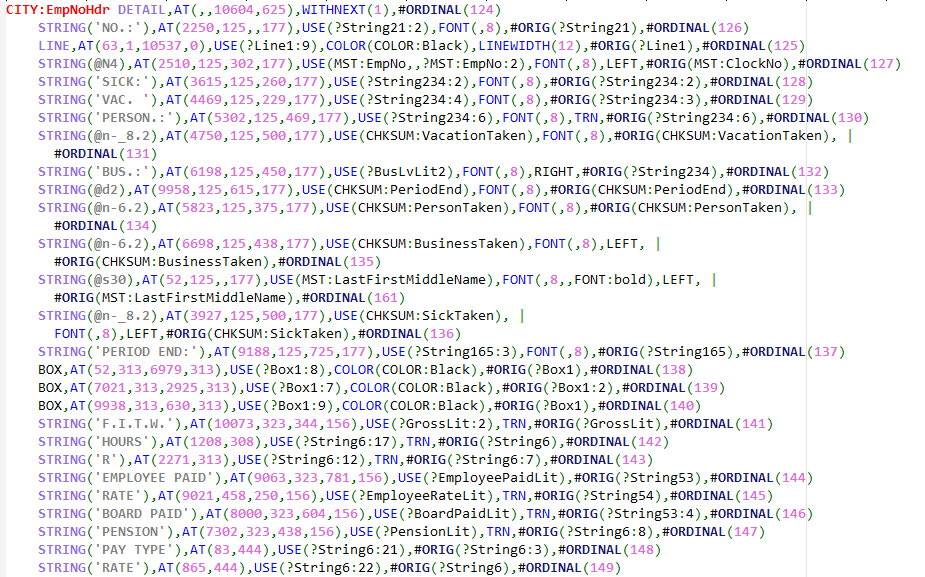 CITY:EmpNoHdr DETAIL,AT(,,10604,625),WITHNEXT(1),#ORDINAL(124)
STRING('NO.:'),AT(2250,125,,177),USE(?String21:2),FONT(,8),#ORIG(?String21),#ORDINAL(126)
LINE,AT(63,1,10537,0),USE(?Line1:9),COLOR(COLOR:Black),LINEWIDTH(12),#ORIG(?Line1),#ORDINAL(125)
STRING(@N4),AT(2510,125,302,177),USE(MST:EmpNo,,?MST:EmpNo:2),FONT(,8),LEFT,#ORIG(MST:ClockNo),#ORDINAL(127)
STRING('SICK:'),AT(3615,125,260,177),USE(?String234:2),FONT(,8),#ORIG(?String234:2),#ORDINAL(128)
STRING('VAC. '),AT(4469,125,229,177),USE(?String234:4),FONT(,8),#ORIG(?String234:3),#ORDINAL(129)
STRING('PERSON.:'),AT(5302,125,469,177),USE(?String234:6),FONT(,8),TRN,#ORIG(?String234:6),#ORDINAL(130)
STRING(@n-_8.2),AT(4750,125,500,177),USE(CHKSUM:VacationTaken),FONT(,8),#ORIG(CHKSUM:VacationTaken), |
#ORDINAL(131)
STRING('BUS.:'),AT(6198,125,450,177),USE(?BusLvLit2),FONT(,8),RIGHT,#ORIG(?String234),#ORDINAL(132)
STRING(@d2),AT(9958,125,615,177),USE(CHKSUM:PeriodEnd),FONT(,8),#ORIG(CHKSUM:PeriodEnd),#ORDINAL(133)
STRING(@n-6.2),AT(5823,125,375,177),USE(CHKSUM:PersonTaken),FONT(,8),#ORIG(CHKSUM:PersonTaken), |
#ORDINAL(134)
STRING(@n-6.2),AT(6698,125,438,177),USE(CHKSUM:BusinessTaken),FONT(,8),LEFT, |
#ORIG(CHKSUM:BusinessTaken),#ORDINAL(135)
STRING(@s30),AT(52,125,,177),USE(MST:LastFirstMiddleName),FONT(,8,,FONT:bold),LEFT, |
#ORIG(MST:LastFirstMiddleName),#ORDINAL(161)
STRING(@n-_8.2),AT(3927,125,500,177),USE(CHKSUM:SickTaken), |
FONT(,8),LEFT,#ORIG(CHKSUM:SickTaken),#ORDINAL(136)
STRING('PERIOD END:'),AT(9188,125,725,177),USE(?String165:3),FONT(,8),#ORIG(?String165),#ORDINAL(137)
BOX,AT(52,313,6979,313),USE(?Box1:8),COLOR(COLOR:Black),#ORIG(?Box1),#ORDINAL(138)
BOX,AT(7021,313,2925,313),USE(?Box1:7),COLOR(COLOR:Black),#ORIG(?Box1:2),#ORDINAL(139)
BOX,AT(9938,313,630,313),USE(?Box1:9),COLOR(COLOR:Black),#ORIG(?Box1),#ORDINAL(140)
STRING('F.I.T.W.'),AT(10073,323,344,156),USE(?GrossLit:2),TRN,#ORIG(?GrossLit),#ORDINAL(141)
STRING('HOURS'),AT(1208,308),USE(?String6:17),TRN,#ORIG(?String6),#ORDINAL(142)
STRING('R'),AT(2271,313),USE(?String6:12),TRN,#ORIG(?String6:7),#ORDINAL(143)
STRING('EMPLOYEE PAID'),AT(9063,323,781,156),USE(?EmployeePaidLit),#ORIG(?String53),#ORDINAL(144)
STRING('RATE'),AT(9021,458,250,156),USE(?EmployeeRateLit),TRN,#ORIG(?String54),#ORDINAL(145)
STRING('BOARD PAID'),AT(8000,323,604,156),USE(?BoardPaidLit),TRN,#ORIG(?String53:4),#ORDINAL(146)
STRING('PENSION'),AT(7302,323,438,156),USE(?PensionLit),TRN,#ORIG(?String6:8),#ORDINAL(147)
STRING('PAY TYPE'),AT(83,444),USE(?String6:21),#ORIG(?String6:3),#ORDINAL(148)
STRING('RATE'),AT(865,444),USE(?String6:22),#ORIG(?String6),#ORDINAL(149)